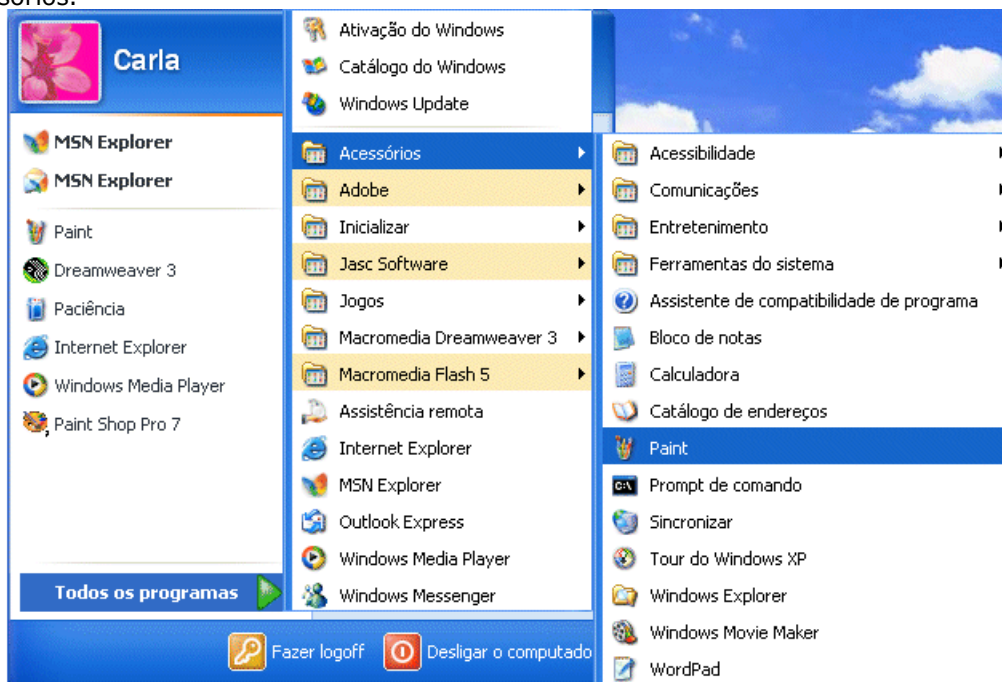 Carla
MSN Explorer
MSN Explorer
Paint
Dreamweaver 3
Paciência
Internet Explorer
Windows Media Player
Paint Shop Pro 7
Todos os programas
Ativação do Windows
Catálogo do Windows
Windows Update
Acessórios
Adobe
Inicializar
Jasc Software
Jogos
Macromedia Dreamweaver 3
Macromedia Flash 5
Assistência remota
Internet Explorer
MSN Explorer
Outlook Express
Windows Media Player
Windows Messenger
Acessibilidade
Comunicações
Entretenimento
Ferramentas do sistema
Assistente de compatibilidade de programa
Bloco de notas
Calculadora
Catálogo de endereços
Paint
Prompt de comando
Sincronizar
Tour do Windows XP
Windows Explorer
Windows Movie Maker
WordPad
Fazer logoff
Desligar o computado